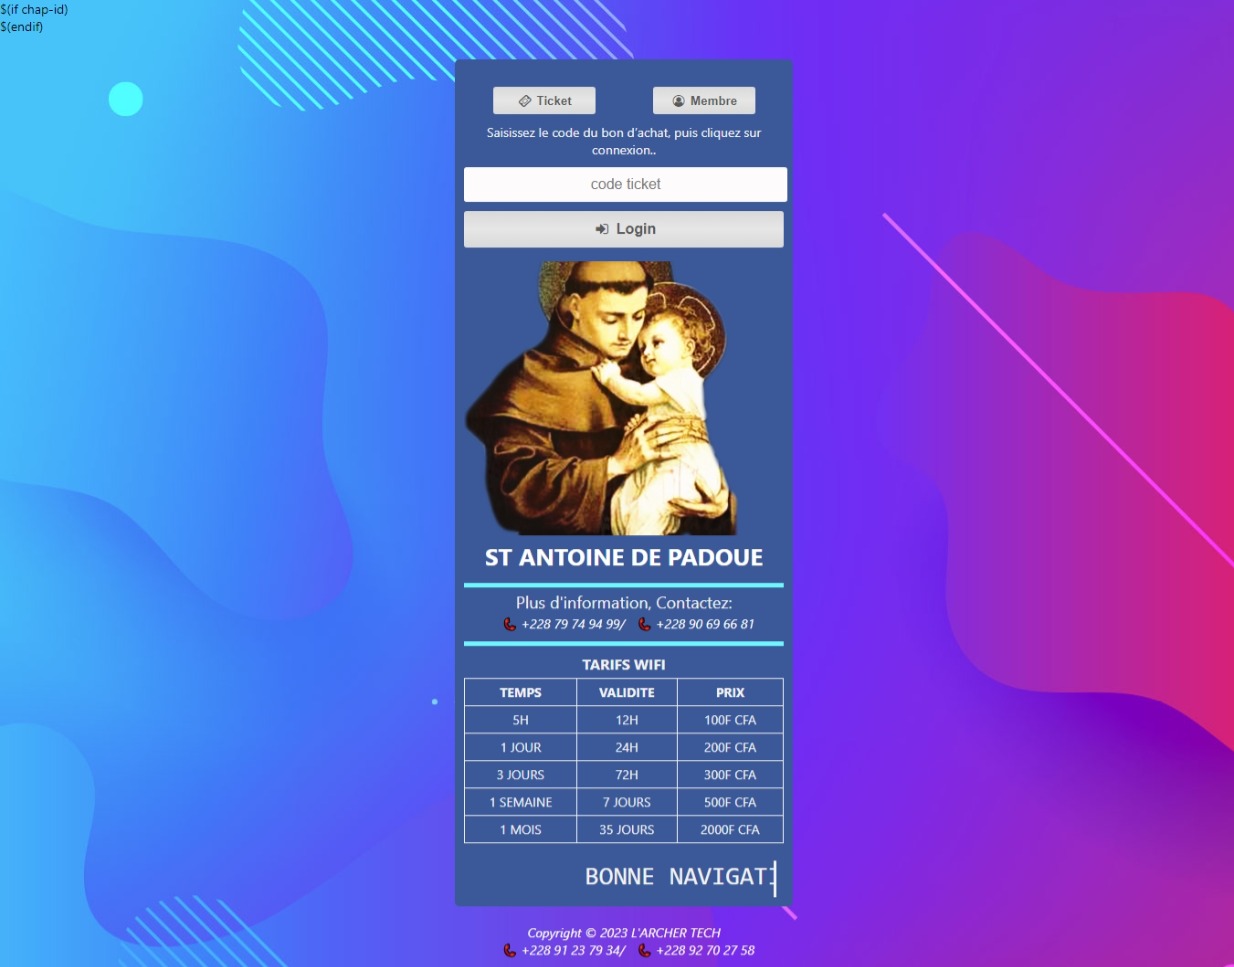 $(if chap-id)
$(endif)
Ticket Membre
Saisissez le code du bon d'achat, puis cliquez sur
connexion..
code ticket
Login
ST ANTOINE DE PADOUE
Plus d'information, Contactez:
+228 79 74 94 99/ +228 90 69 66 81
TARIFS WIFI
TEMPS VALIDITE PRIX
5H 12H 100F CFA
1 JOUR 24H 200F CFA
3 JOURS 72H 300F CFA
1 SEMAINE 7 JOURS 500F CFA
1 MOIS 35 JOURS 2000F CFA
BONNE NAVIGATI
Copyright © 2023 L'ARCHER TECH
+228 91 23 79 34/ +228 92 70 27 58